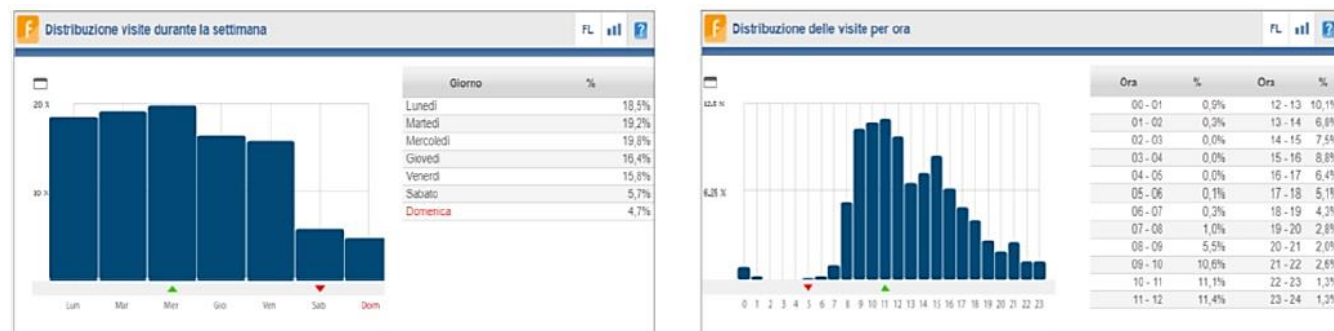 Distribuzione visite durante la settimana
FL
?
Giorno %
20 %
Lunedì 18,5%
Martedì 19,2%
Mercoledì 19,8%
Giovedì 16,4%
Venerdì 15,8%
10 %
Sabato 5,7%
Domenica 4,7%
Lun Mar Mer Gio Ven Sab Dom
Distribuzione delle visite per ora
FL
?
Ora % Ora %
12.5 %
00 - 01 0,9% 12 - 13 10,1%
01 - 02 0,3% 13 - 14 6,8%
02 - 03 0,0% 14 - 15 7,5%
03 - 04 0,0% 15 - 16 8,8%
04 - 05 0,0% 16 - 17 6,4%
6.25 %
05 - 06 0,1% 17 - 18 5,1%
06 - 07 0,3% 18 - 19 4,3%
07 - 08 1,0% 19 - 20 2,8%
08 - 09 5,5% 20 - 21 2,0%
09 - 10 10,6% 21 - 22 2,6%
10 - 11 11,1% 22 - 23 1,3%
11 - 12 11,4% 23 - 24 1,3%
0 1 2 3 4 5 6 7 8 9 10 11 12 13 14 15 16 17 18 19 20 21 22 23